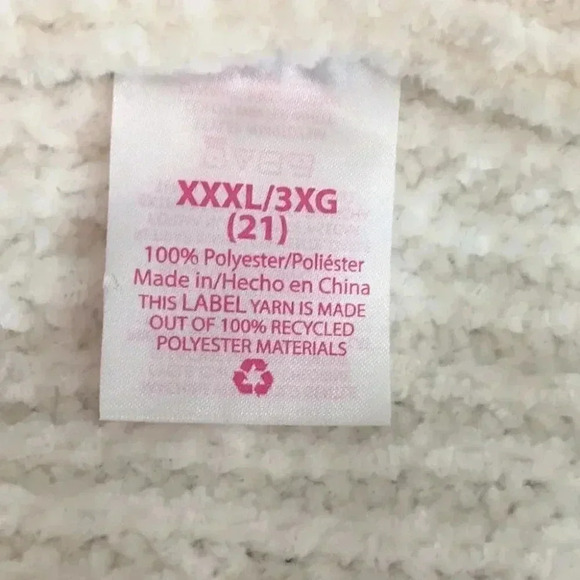 XXXL/3XG
(21)
100% Polyester/Poliéster
Made in/Hecho en China
THIS LABEL YARN IS MADE
OUT OF 100% RECYCLED
POLYESTER MATERIALS